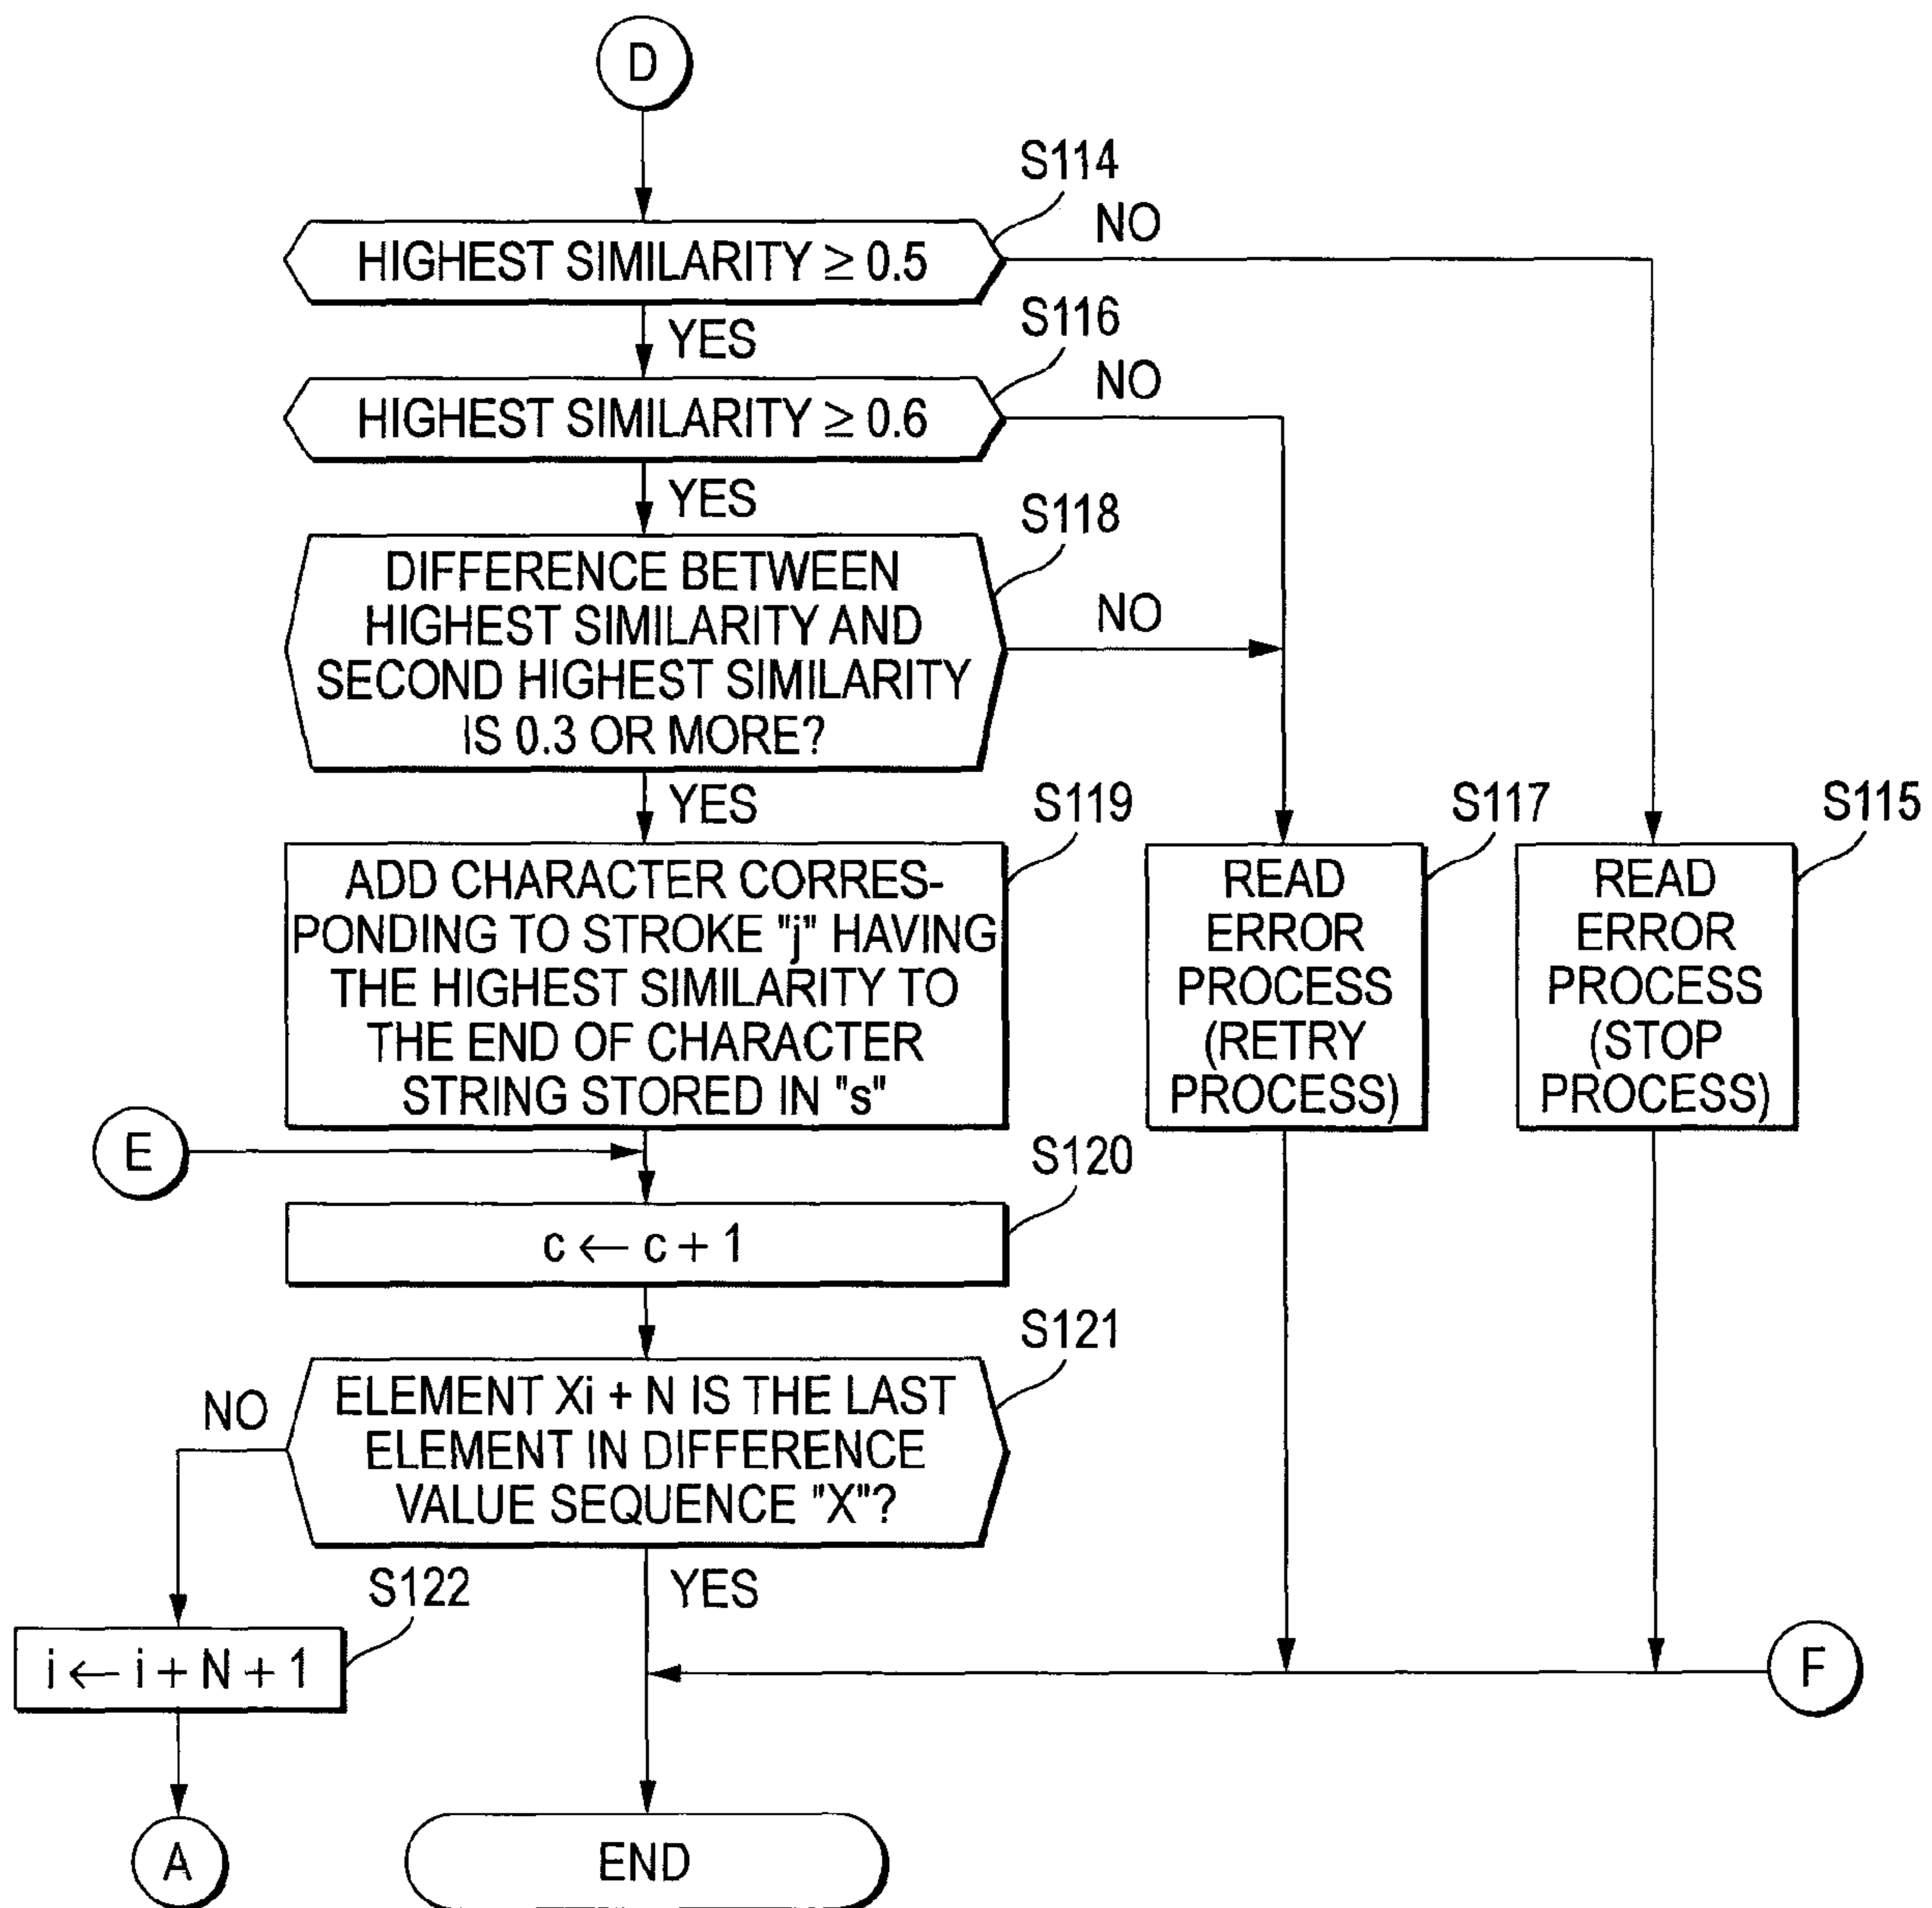 D
S114
HIGHEST SIMILARITY ≥ 0.5
NO
YES
S116
HIGHEST SIMILARITY ≥ 0.6
NO
YES
S118
DIFFERENCE BETWEEN
HIGHEST SIMILARITY AND
SECOND HIGHEST SIMILARITY
IS 0.3 OR MORE?
NO
YES
S119
ADD CHARACTER CORRES-
PONDING TO STROKE "j" HAVING
THE HIGHEST SIMILARITY TO
THE END OF CHARACTER
STRING STORED IN "s"
S117
READ
ERROR
PROCESS
(RETRY
PROCESS)
S115
READ
ERROR
PROCESS
(STOP
PROCESS)
E
S120
c ← c + 1
S121
ELEMENT Xi + N IS THE LAST
ELEMENT IN DIFFERENCE
VALUE SEQUENCE "X"?
NO
YES
S122
i ← i + N + 1
F
A
END